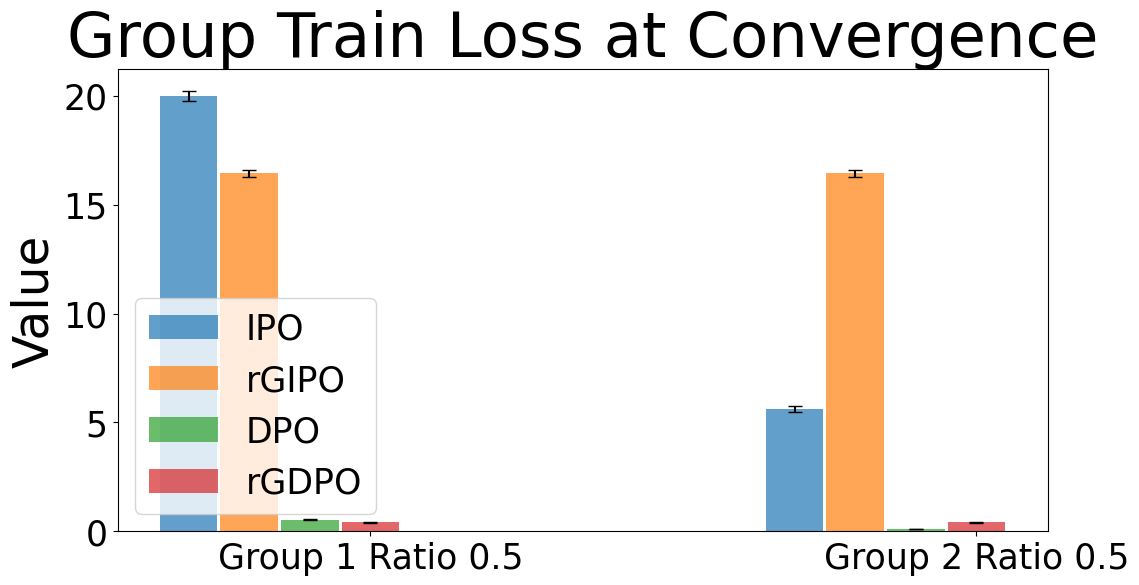 Group Train Loss at Convergence
Value
20
15
10
5
0
IPO
rGIPO
DPO
rGDPO
Group 1 Ratio 0.5
Group 2 Ratio 0.5